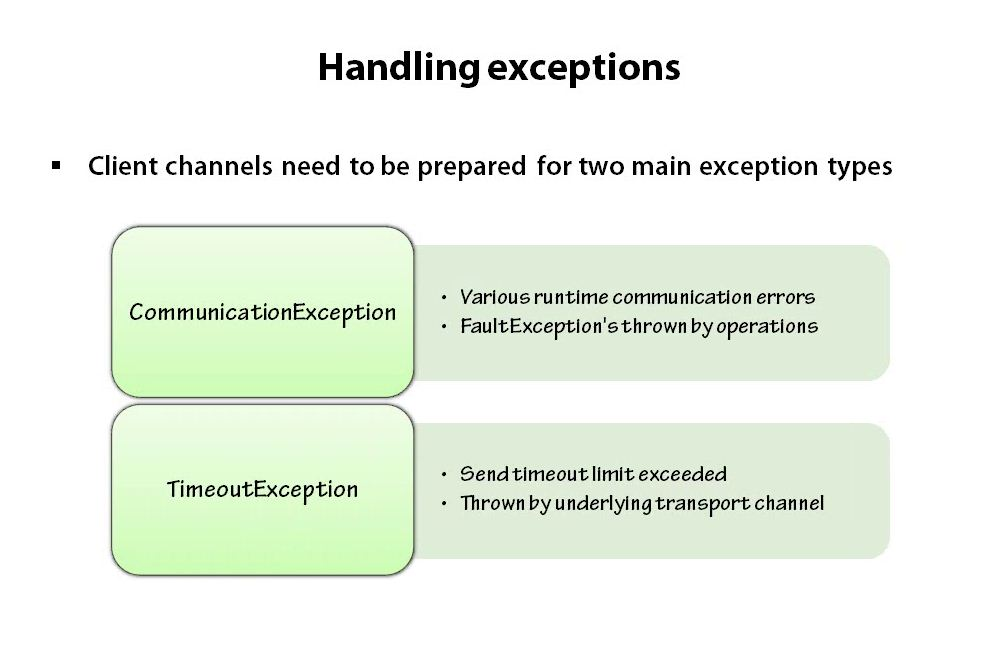 Handling exceptions
Client channels need to be prepared for two main exception types
CommunicationException
• Various runtime communication errors
• FaultException's thrown by operations
TimeoutException
• Send timeout limit exceeded
• Thrown by underlying transport channel